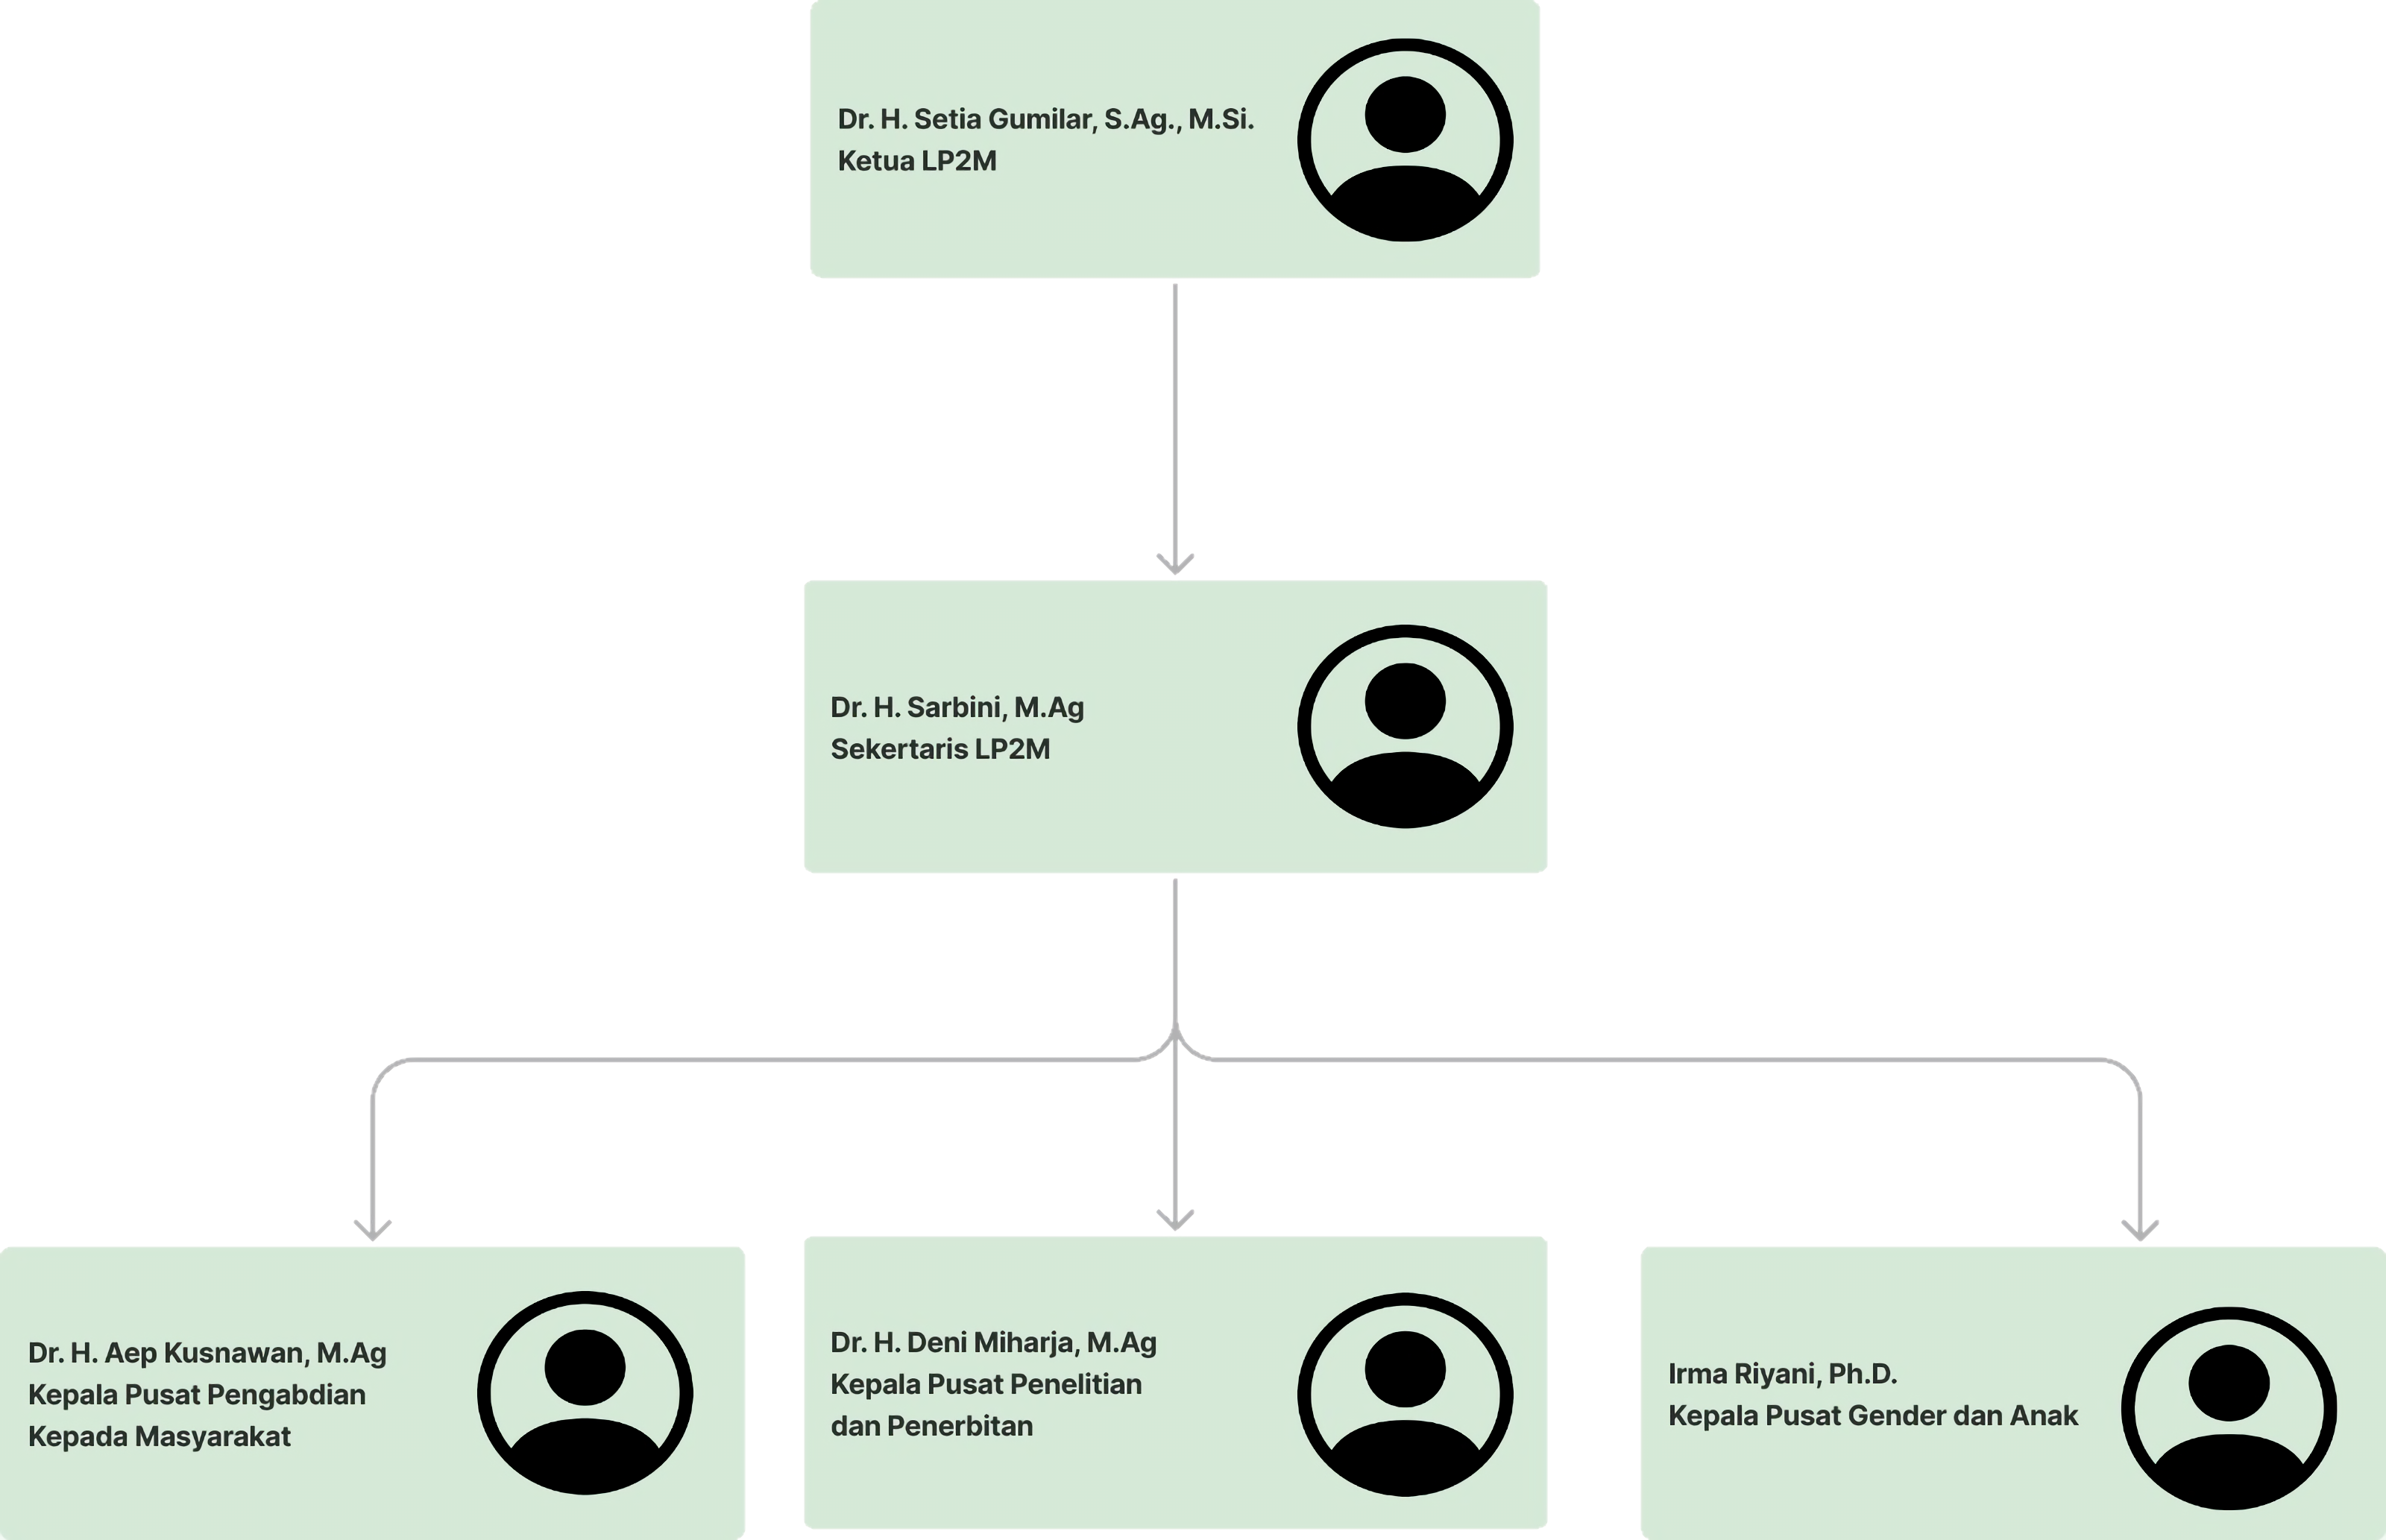 Dr. H. Setia Gumilar, S.Ag., M.Si.
Ketua LP2M
Dr. H. Sarbini, M.Ag
Sekertaris LP2M
Dr. H. Aep Kusnawan, M.Ag
Kepala Pusat Pengabdian
Kepada Masyarakat
Dr. H. Deni Miharja, M.Ag
Kepala Pusat Penelitian
dan Penerbitan
Irma Riyani, Ph.D.
Kepala Pusat Gender dan Anak